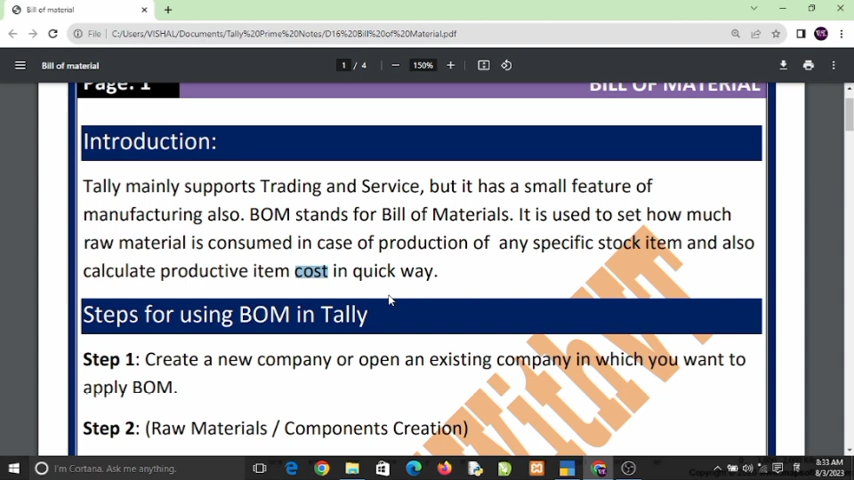 Bill of material
File C:/Users/VISHAL/Documents/Tally%20Prime%20Notes/D16%20Bill%20of%20Material.pdf
Bill of material 1 / 4 150%
Page: 1 BILL OF MATERIAL
Introduction:
Tally mainly supports Trading and Service, but it has a small feature of
manufacturing also. BOM stands for Bill of Materials. It is used to set how much
raw material is consumed in case of production of any specific stock item and also
calculate productive item cost in quick way.
Steps for using BOM in Tally
Step 1: Create a new company or open an existing company in which you want to
apply BOM.
Step 2: (Raw Materials / Components Creation)
WithVT
I'm Cortana. Ask me anything.
8:33 AM
8/3/2023